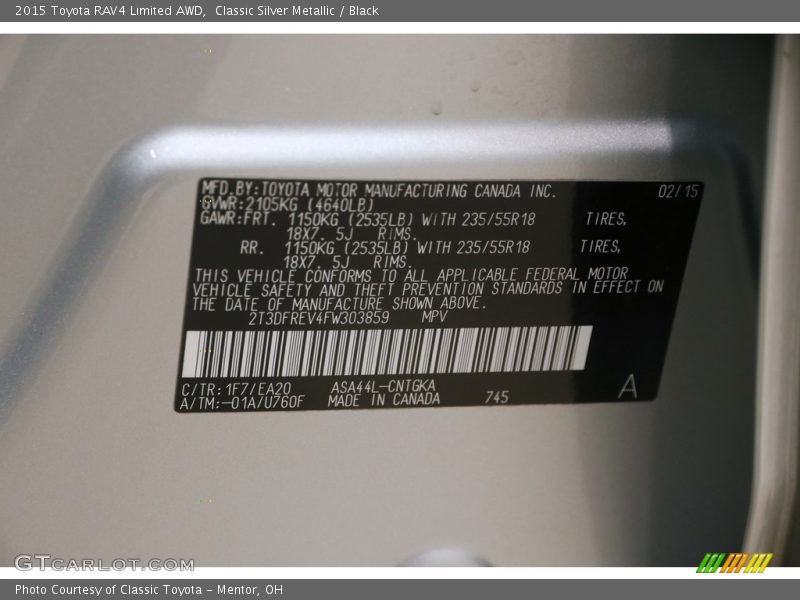 2015 Toyota RAV4 Limited AWD,  Classic Silver Metallic / Black
MFD.BY:TOYOTA MOTOR MANUFACTURING CANADA INC. 02/15
GVWR:2105KG (4640LB)
GAWR:FRT. 1150KG (2535LB) WITH 235/55R18 TIRES,
18X7. 5J RIMS.
RR. 1150KG (2535LB) WITH 235/55R18 TIRES,
18X7. 5J RIMS.
THIS VEHICLE CONFORMS TO ALL APPLICABLE FEDERAL MOTOR
VEHICLE SAFETY AND THEFT PREVENTION STANDARDS IN EFFECT ON
THE DATE OF MANUFACTURE SHOWN ABOVE.
2T3DFREV4FW303859 MPV
C/TR:1F7/EA20 ASA44L-CNTGKA
A/TM:-01A/U760F MADE IN CANADA 745 A
GTCARLOT.COM
Photo Courtesy of Classic Toyota - Mentor, OH